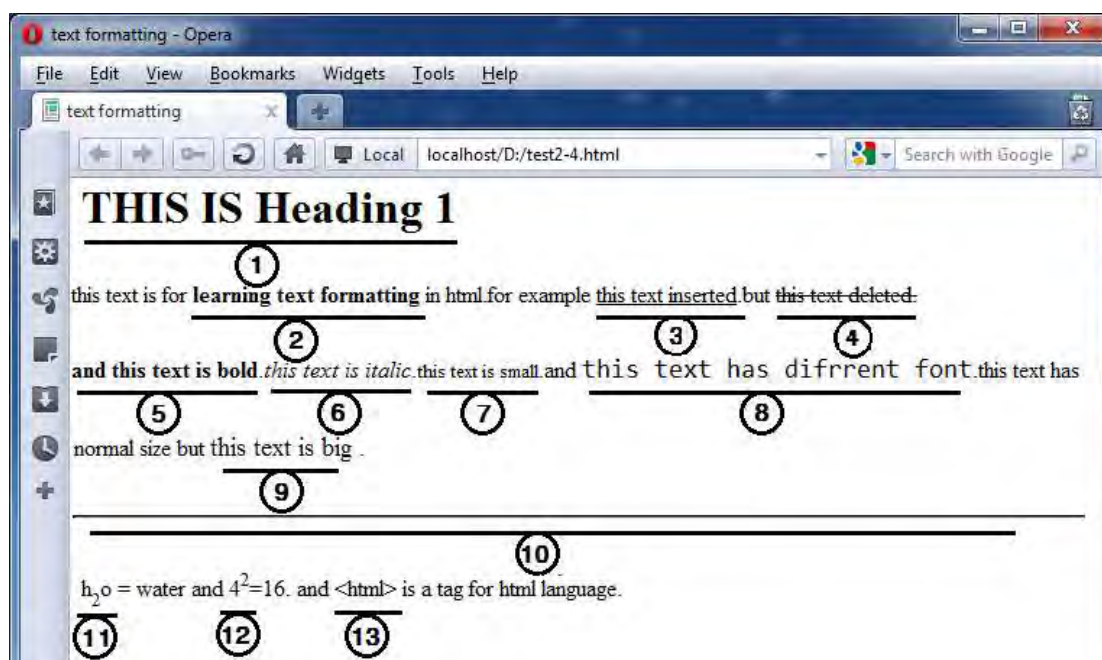 text formatting - Opera
File Edit View Bookmarks Widgets Tools Help
text formatting
Local localhost/D:/test2-4.html Search with Google
THIS IS Heading 1
1
this text is for learning text formatting in html.for example this text inserted.but this text deleted.
2 3 4
and this text is bold.this text is italic.this text is small.and this text has difrrent font.this text has
5 6 7 8
normal size but this text is big .
9
10
h₂o = water and 4²=16. and <html> is a tag for html language.
11 12 13